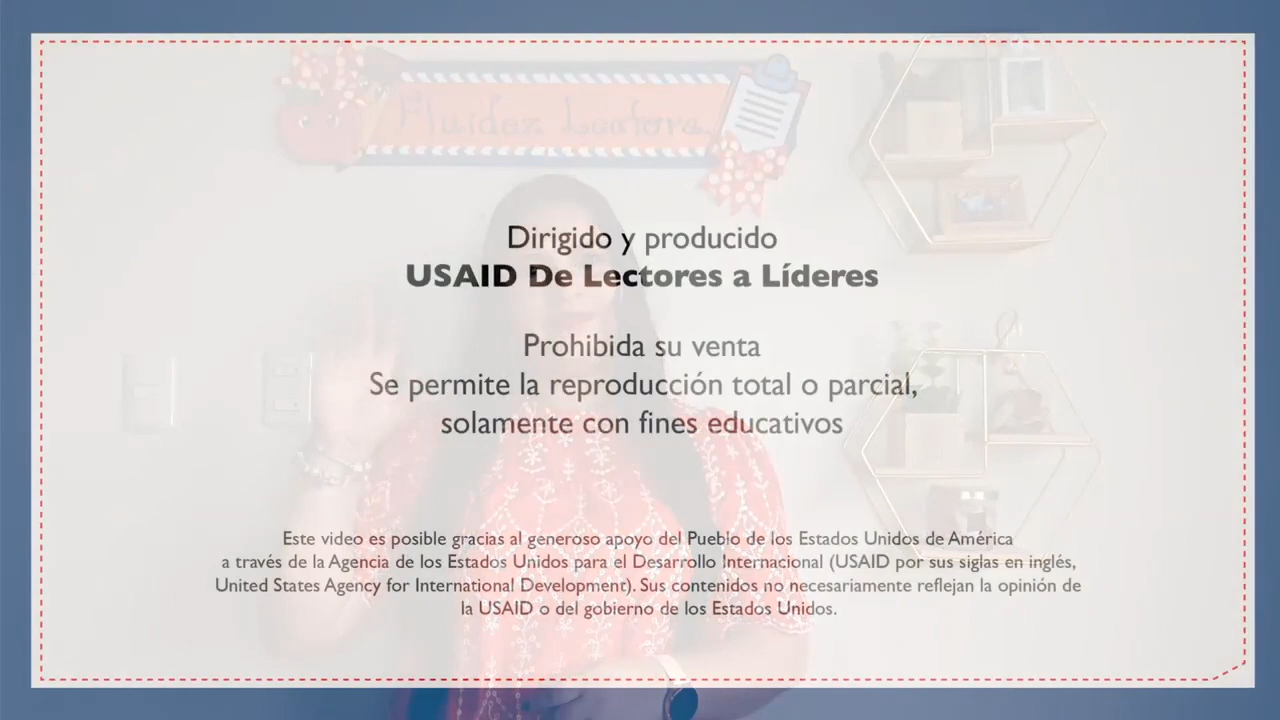 Fluidez Lectora
Dirigido y producido
USAID De Lectores a Líderes
Prohibida su venta
Se permite la reproducción total o parcial,
solamente con fines educativos
Este video es posible gracias al generoso apoyo del Pueblo de los Estados Unidos de América
a través de la Agencia de los Estados Unidos para el Desarrollo Internacional (USAID por sus siglas en inglés,
United States Agency for International Development). Sus contenidos no necesariamente reflejan la opinión de
la USAID o del gobierno de los Estados Unidos.